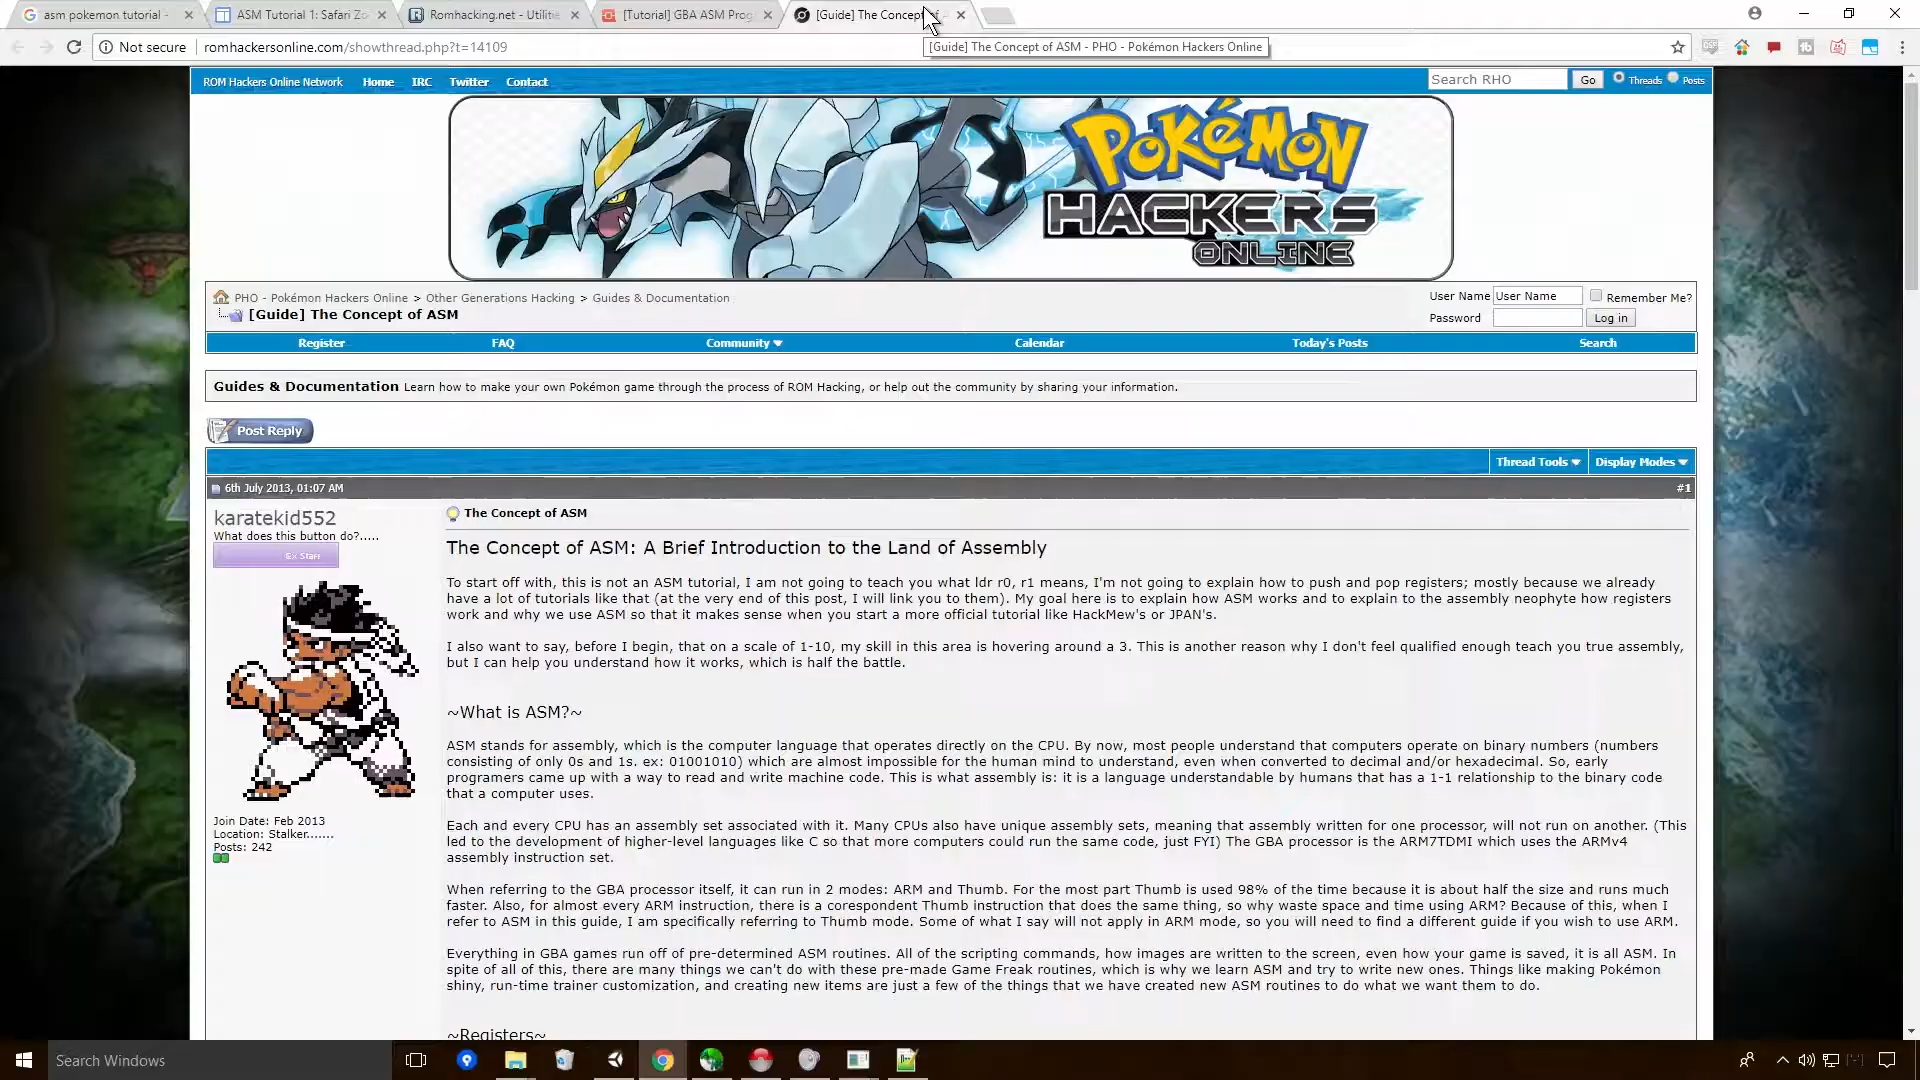 asm pokemon tutorial -
ASM Tutorial 1: Safari Zo
Romhacking.net - Utilitie
[Tutorial] GBA ASM Prog
[Guide] The Concept of
Not secure
romhackersonline.com/showthread.php?t=14109
[Guide] The Concept of ASM - PHO - Pokémon Hackers Online
ROM Hackers Online Network Home IRC Twitter Contact
Search RHO Go Threads Posts
POKéMON
HACKERS
ONLINE
PHO - Pokémon Hackers Online > Other Generations Hacking > Guides & Documentation
[Guide] The Concept of ASM
User Name User Name Remember Me?
Password Log in
Register FAQ Community Calendar Today's Posts Search
Guides & Documentation Learn how to make your own Pokémon game through the process of ROM Hacking, or help out the community by sharing your information.
Post Reply
Thread Tools Display Modes
6th July 2013, 01:07 AM #1
karatekid552
What does this button do?.....
Ex Staff
Join Date: Feb 2013
Location: Stalker.......
Posts: 242
The Concept of ASM
The Concept of ASM: A Brief Introduction to the Land of Assembly
To start off with, this is not an ASM tutorial, I am not going to teach you what ldr r0, r1 means, I'm not going to explain how to push and pop registers; mostly because we already
have a lot of tutorials like that (at the very end of this post, I will link you to them). My goal here is to explain how ASM works and to explain to the assembly neophyte how registers
work and why we use ASM so that it makes sense when you start a more official tutorial like HackMew's or JPAN's.
I also want to say, before I begin, that on a scale of 1-10, my skill in this area is hovering around a 3. This is another reason why I don't feel qualified enough teach you true assembly,
but I can help you understand how it works, which is half the battle.
~What is ASM?~
ASM stands for assembly, which is the computer language that operates directly on the CPU. By now, most people understand that computers operate on binary numbers (numbers
consisting of only 0s and 1s. ex: 01001010) which are almost impossible for the human mind to understand, even when converted to decimal and/or hexadecimal. So, early
programers came up with a way to read and write machine code. This is what assembly is: it is a language understandable by humans that has a 1-1 relationship to the binary code
that a computer uses.
Each and every CPU has an assembly set associated with it. Many CPUs also have unique assembly sets, meaning that assembly written for one processor, will not run on another. (This
led to the development of higher-level languages like C so that more computers could run the same code, just FYI) The GBA processor is the ARM7TDMI which uses the ARMv4
assembly instruction set.
When referring to the GBA processor itself, it can run in 2 modes: ARM and Thumb. For the most part Thumb is used 98% of the time because it is about half the size and runs much
faster. Also, for almost every ARM instruction, there is a corespondent Thumb instruction that does the same thing, so why waste space and time using ARM? Because of this, when I
refer to ASM in this guide, I am specifically referring to Thumb mode. Some of what I say will not apply in ARM mode, so you will need to find a different guide if you wish to use ARM.
Everything in GBA games run off of pre-determined ASM routines. All of the scripting commands, how images are written to the screen, even how your game is saved, it is all ASM. In
spite of all of this, there are many things we can't do with these pre-made Game Freak routines, which is why we learn ASM and try to write new ones. Things like making Pokémon
shiny, run-time trainer customization, and creating new items are just a few of the things that we have created new ASM routines to do what we want them to do.
~Registers~
Search Windows